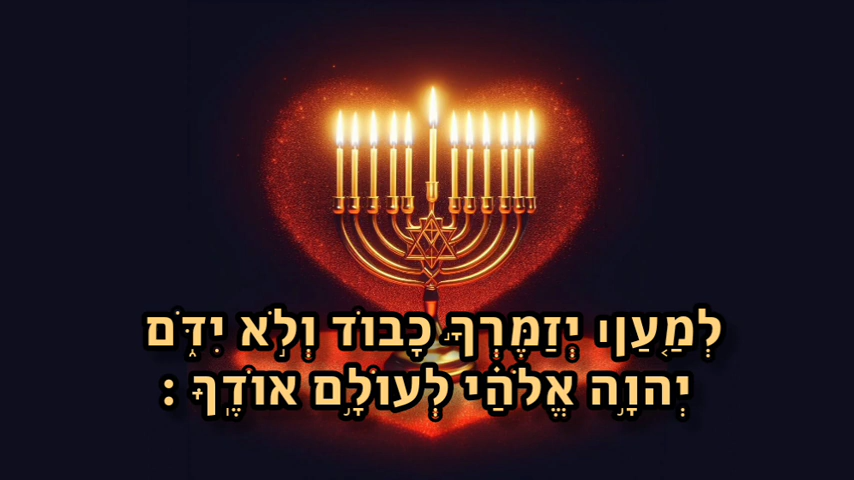 לְמַ֤עַן׀ יְזַמֶּרְךָ֣ כָ֭בוֹד וְלֹ֣א יִדֹּ֑ם
יְהוָ֥ה אֱלֹהַ֗י לְעוֹלָ֥ם אוֹדֶֽךָּ׃